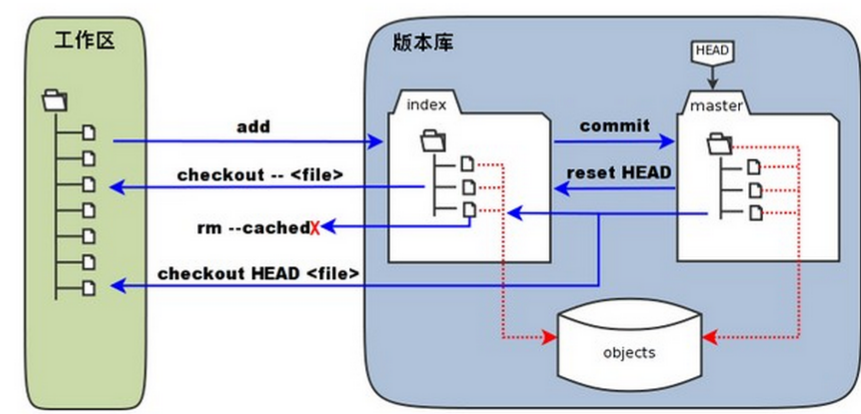 工作区
版本库
HEAD
index
master
add
commit
checkout -- <file>
reset HEAD
rm --cachedX
checkout HEAD <file>
objects